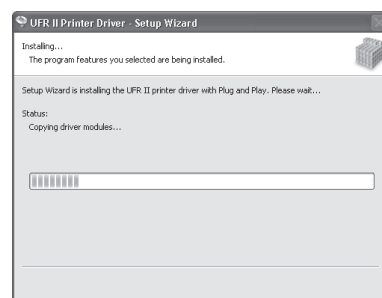 UFR II Printer Driver - Setup Wizard
Installing...
The program features you selected are being installed.
Setup Wizard is installing the UFR II printer driver with Plug and Play. Please wait...
Status:
Copying driver modules...